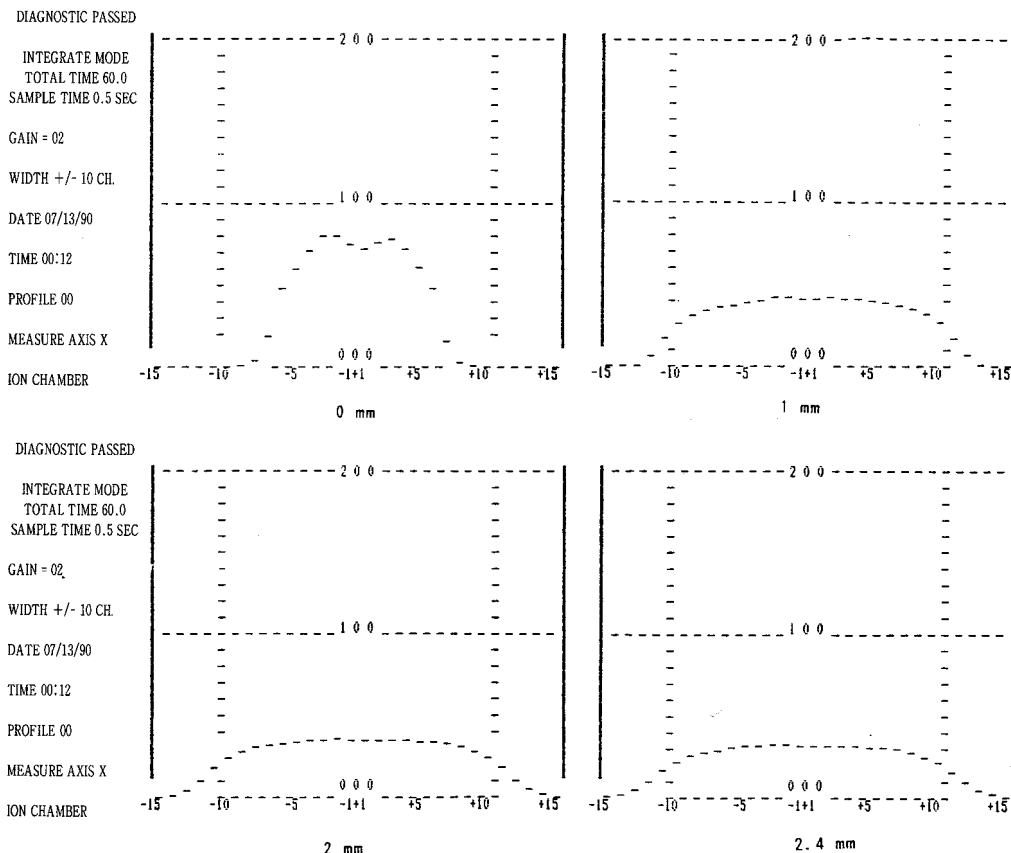 DIAGNOSTIC PASSED
INTEGRATE MODE
TOTAL TIME 60.0
SAMPLE TIME 0.5 SEC
GAIN = 02
WIDTH +/- 10 CH.
DATE 07/13/90
TIME 00:12
PROFILE 00
MEASURE AXIS X
ION CHAMBER
200
100
000
-15 -10 -5 -1+1 +5 +10 +15
0 mm
200
100
000
-15 -10 -5 -1+1 +5 +10 +15
1 mm
DIAGNOSTIC PASSED
INTEGRATE MODE
TOTAL TIME 60.0
SAMPLE TIME 0.5 SEC
GAIN = 02
WIDTH +/- 10 CH.
DATE 07/13/90
TIME 00:12
PROFILE 00
MEASURE AXIS X
ION CHAMBER
200
100
000
-15 -10 -5 -1+1 +5 +10 +15
2 mm
200
100
000
-15 -10 -5 -1+1 +5 +10 +15
2.4 mm